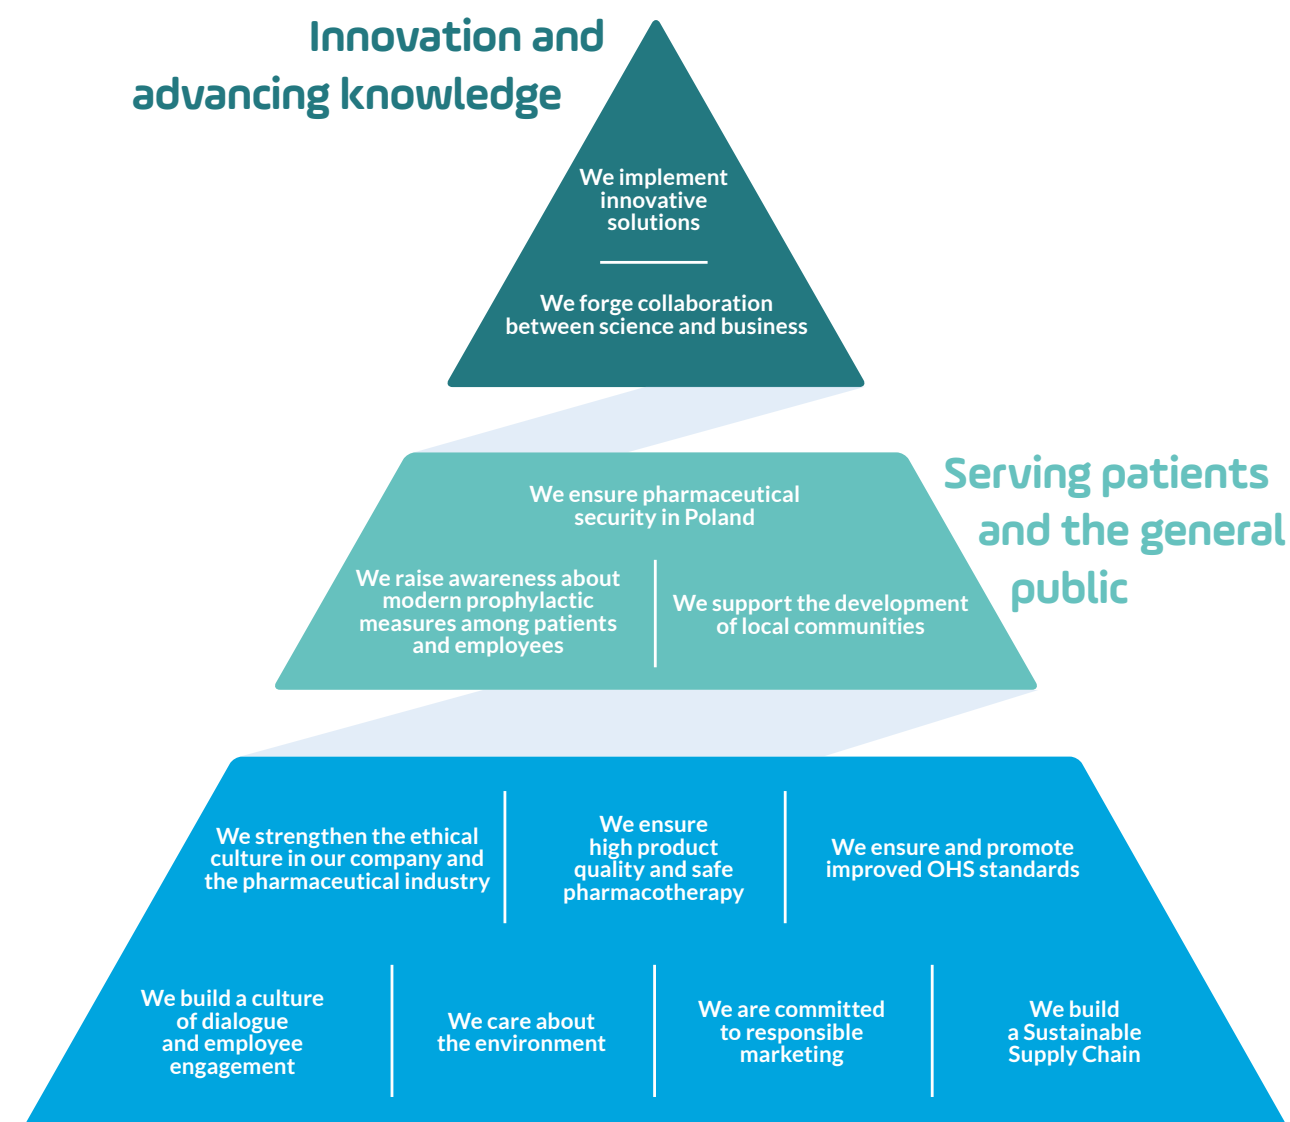 Innovation and
advancing knowledge
We implement
innovative
solutions
We forge collaboration
between science and business
Serving patients
and the general
public
We ensure pharmaceutical
security in Poland
We raise awareness about
modern prophylactic
measures among patients
and employees
We support the development
of local communities
We strengthen the ethical
culture in our company and
the pharmaceutical industry
We ensure
high product
quality and safe
pharmacotherapy
We ensure and promote
improved OHS standards
We build a culture
of dialogue
and employee
engagement
We care about
the environment
We are committed
to responsible
marketing
We build
a Sustainable
Supply Chain